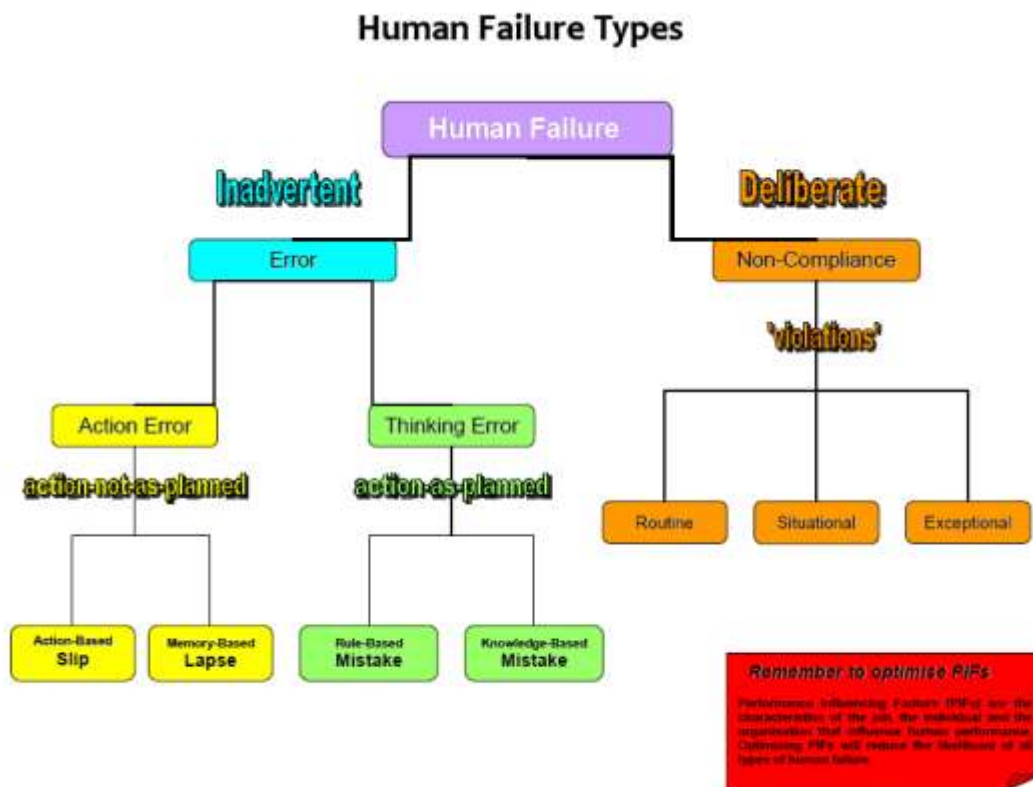 Human Failure Types
Human Failure
Inadvertent
Deliberate
Error
Non-Compliance
'violations'
Action Error
Thinking Error
action-not-as-planned
action-as-planned
Routine
Situational
Exceptional
Action-Based
Slip
Memory-Based
Lapse
Rule-Based
Mistake
Knowledge-Based
Mistake
Remember to optimise PIFs
Performance Influencing Factors (PIFs) are the
characteristics of the job, the individual and the
organisation that influence human performance.
Optimising PIFs will reduce the likelihood of all
types of human failure